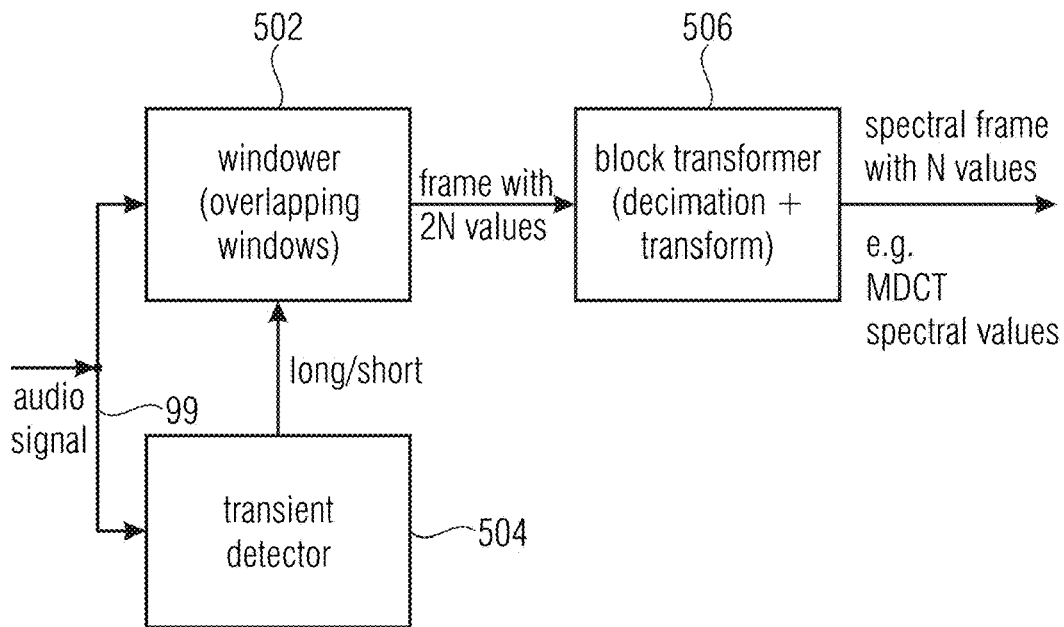 502
506
windower
(overlapping
windows)
frame with
2N values
block transformer
(decimation +
transform)
spectral frame
with N values
e.g.
MDCT
spectral values
long/short
audio
signal
99
transient
detector
504